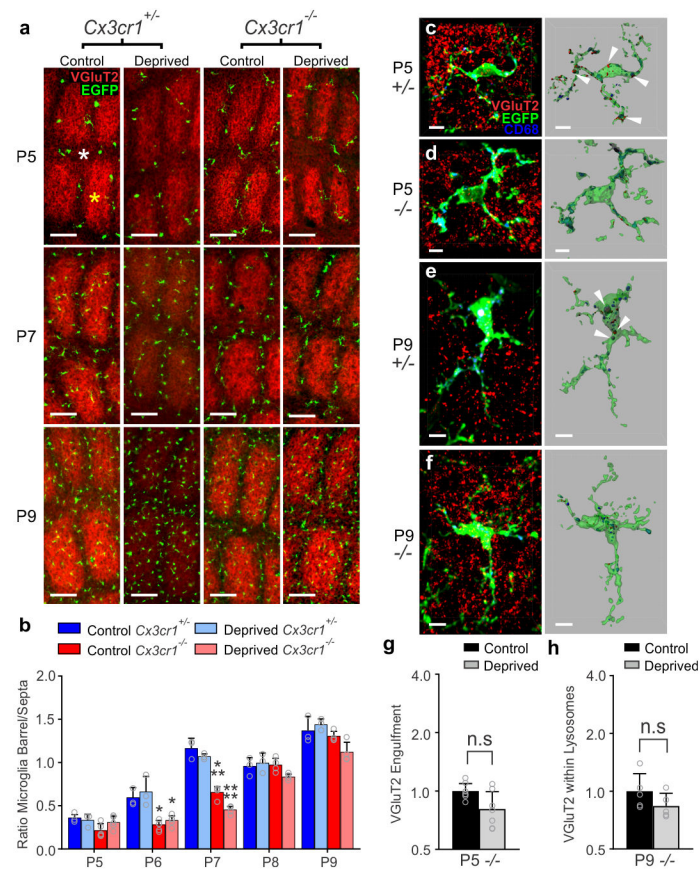 a
Cx3cr1+/-
Cx3cr1-/-
Control
Deprived
Control
Deprived
VGluT2
EGFP
*
*
P5
P7
P9
c
P5
+/-
VGluT2
EGFP
CD68
d
P5
-/-
e
P9
+/-
f
P9
-/-
b
Control Cx3cr1+/-
Deprived Cx3cr1+/-
Control Cx3cr1-/-
Deprived Cx3cr1-/-
Ratio Microglia Barrel/Septa
2.0
1.5
1.0
0.5
0.0
*
*
*
**
**
**
P5
P6
P7
P8
P9
g
Control
Deprived
VGluT2 Engulfment
4.0
2.0
1.0
0.5
n.s
P5 -/-
h
Control
Deprived
VGluT2 within Lysosomes
4.0
2.0
1.0
0.5
n.s
P9 -/-